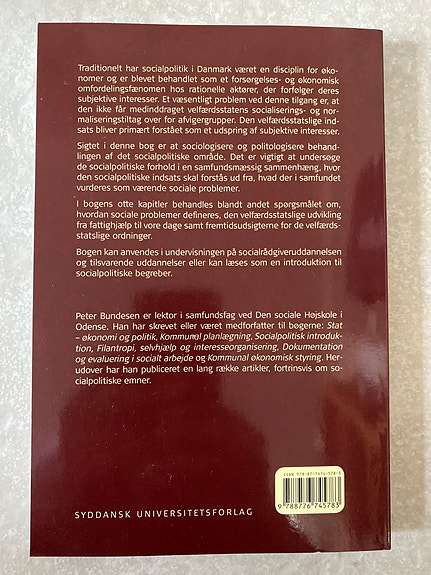 Traditionelt har socialpolitik i Danmark været en disciplin for øko-
nomer og er blevet behandlet som et forsørgelses- og økonomisk
omfordelingsfænomen hos rationelle aktører, der forfølger deres
subjektive interesser. Et væsentligt problem ved denne tilgang er, at
den ikke får medinddraget velfærdsstatens socialiserings- og nor-
maliseringstiltag over for afvigergrupper. Den velfærdsstatslige ind-
sats bliver primært forstået som et udspring af subjektive interesser.
Sigtet i denne bog er at sociologisere og politologisere behand-
lingen af det socialpolitiske område. Det er vigtigt at undersøge
de socialpolitiske forhold i en samfundsmæssig sammenhæng, hvor
den socialpolitiske indsats skal forstås ud fra, hvad der i samfundet
vurderes som værende sociale problemer.
I bogens otte kapitler behandles blandt andet spørgsmålet om,
hvordan sociale problemer defineres, den velfærdsstatslige udvikling
fra fattighjælp til vore dage samt fremtidsudsigterne for de velfærds-
statslige ordninger.
Bogen kan anvendes i undervisningen på socialrådgiveruddannelsen
og tilsvarende uddannelser eller kan læses som en introduktion til
socialpolitiske begreber.
Peter Bundesen er lektor i samfundsfag ved Den sociale Højskole i
Odense. Han har skrevet eller været medforfatter til bøgerne: Stat
– økonomi og politik, Kommunal planlægning, Socialpolitisk introduk-
tion, Filantropi, selvhjælp og interesseorganisering, Dokumentation
og evaluering i socialt arbejde og Kommunal økonomisk styring. Her-
udover har han publiceret en lang række artikler, fortrinsvis om so-
cialpolitiske emner.
ISBN 978-87-7674-578-3
9 788776 745783
SYDDANSK UNIVERSITETSFORLAG